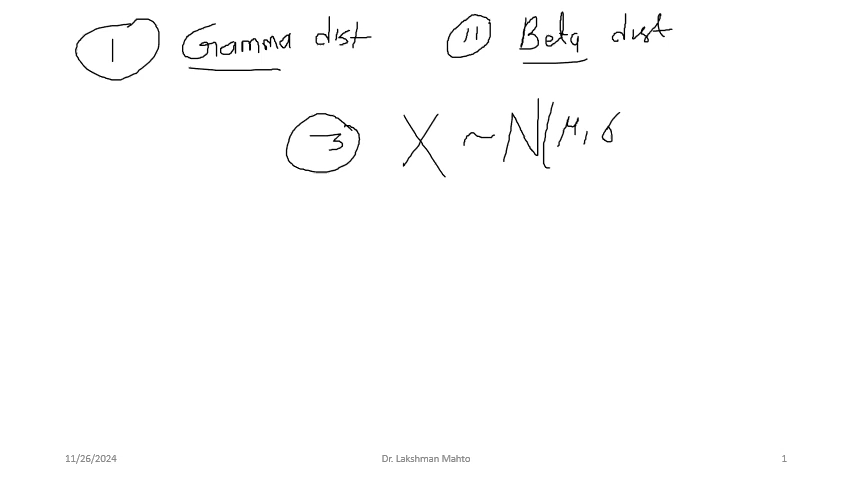 1 Gamma dist 11 Beta dist
3 X ~ N(μ, σ
11/26/2024 Dr. Lakshman Mahto 1